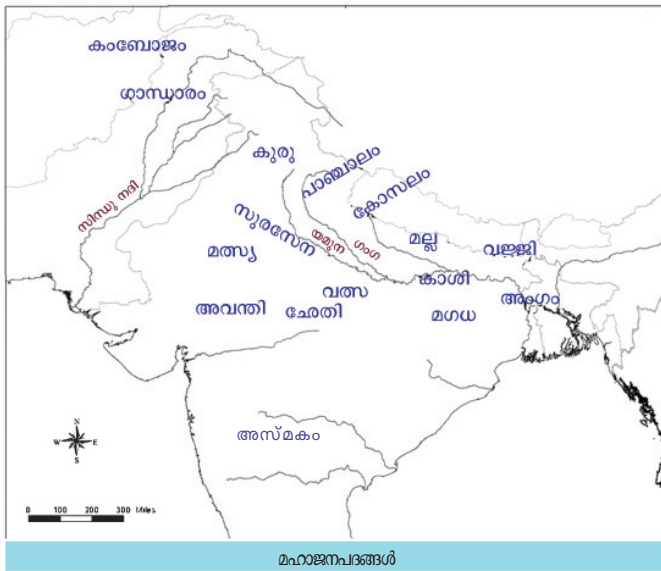 കംബോജം
ഗാന്ധാരം
കുരു
പാഞ്ചാലം
കോസലം
സിന്ധു നദി
സുരസേന
യമുന
ഗംഗ
മല്ല
വജ്ജി
മത്സ്യ
കാശി
വത്സ
അംഗം
അവന്തി
ഛേതി
മഗധ
അസ്മകം
N
W E
S
0 100 200 300 Miles
മഹാജനപദങ്ങൾ